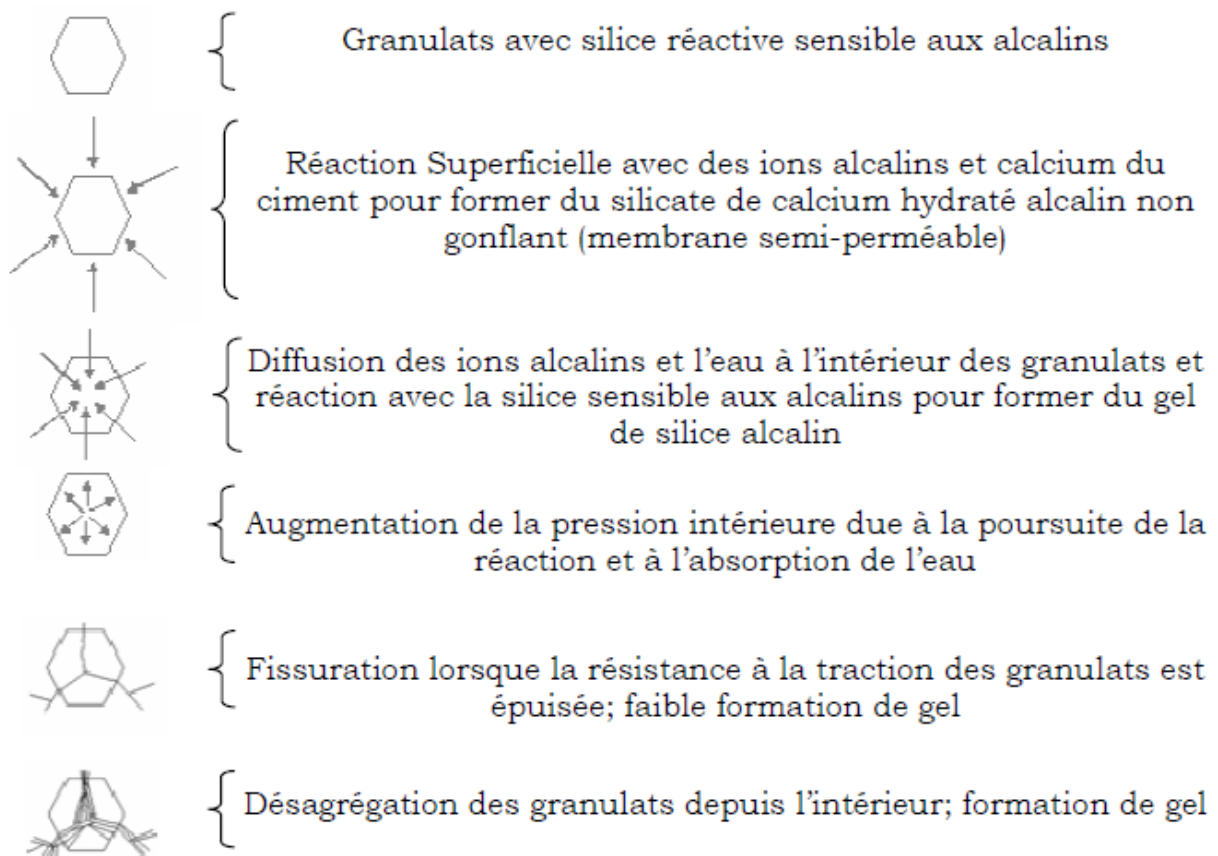 Granulats avec silice réactive sensible aux alcalins
Réaction Superficielle avec des ions alcalins et calcium du
ciment pour former du silicate de calcium hydraté alcalin non
gonflant (membrane semi-perméable)
Diffusion des ions alcalins et l’eau à l’intérieur des granulats et
réaction avec la silice sensible aux alcalins pour former du gel
de silice alcalin
Augmentation de la pression intérieure due à la poursuite de la
réaction et à l’absorption de l’eau
Fissuration lorsque la résistance à la traction des granulats est
épuisée; faible formation de gel
Désagrégation des granulats depuis l’intérieur; formation de gel